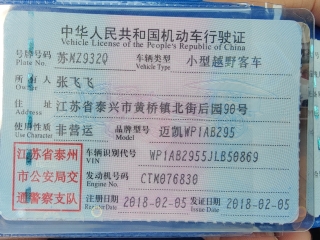 中华人民共和国机动车行驶证
Vehicle License of the People's Republic of China
号牌号码 苏MZ932Q 车辆类型 小型越野客车
Plate No. Vehicle Type
所有人 张飞飞
Owner
住址 江苏省泰兴市黄桥镇北街后园90号
Address
使用性质 非营运 品牌型号 迈凯WP1AB295
Use Character Model
江苏省泰州市公安局交通警察支队
车辆识别代号 WP1AB2955JLB50869
VIN
发动机号码 CTM076830
Engine No.
注册日期 2018-02-05 发证日期 2018-02-05
Register Date Issue Date